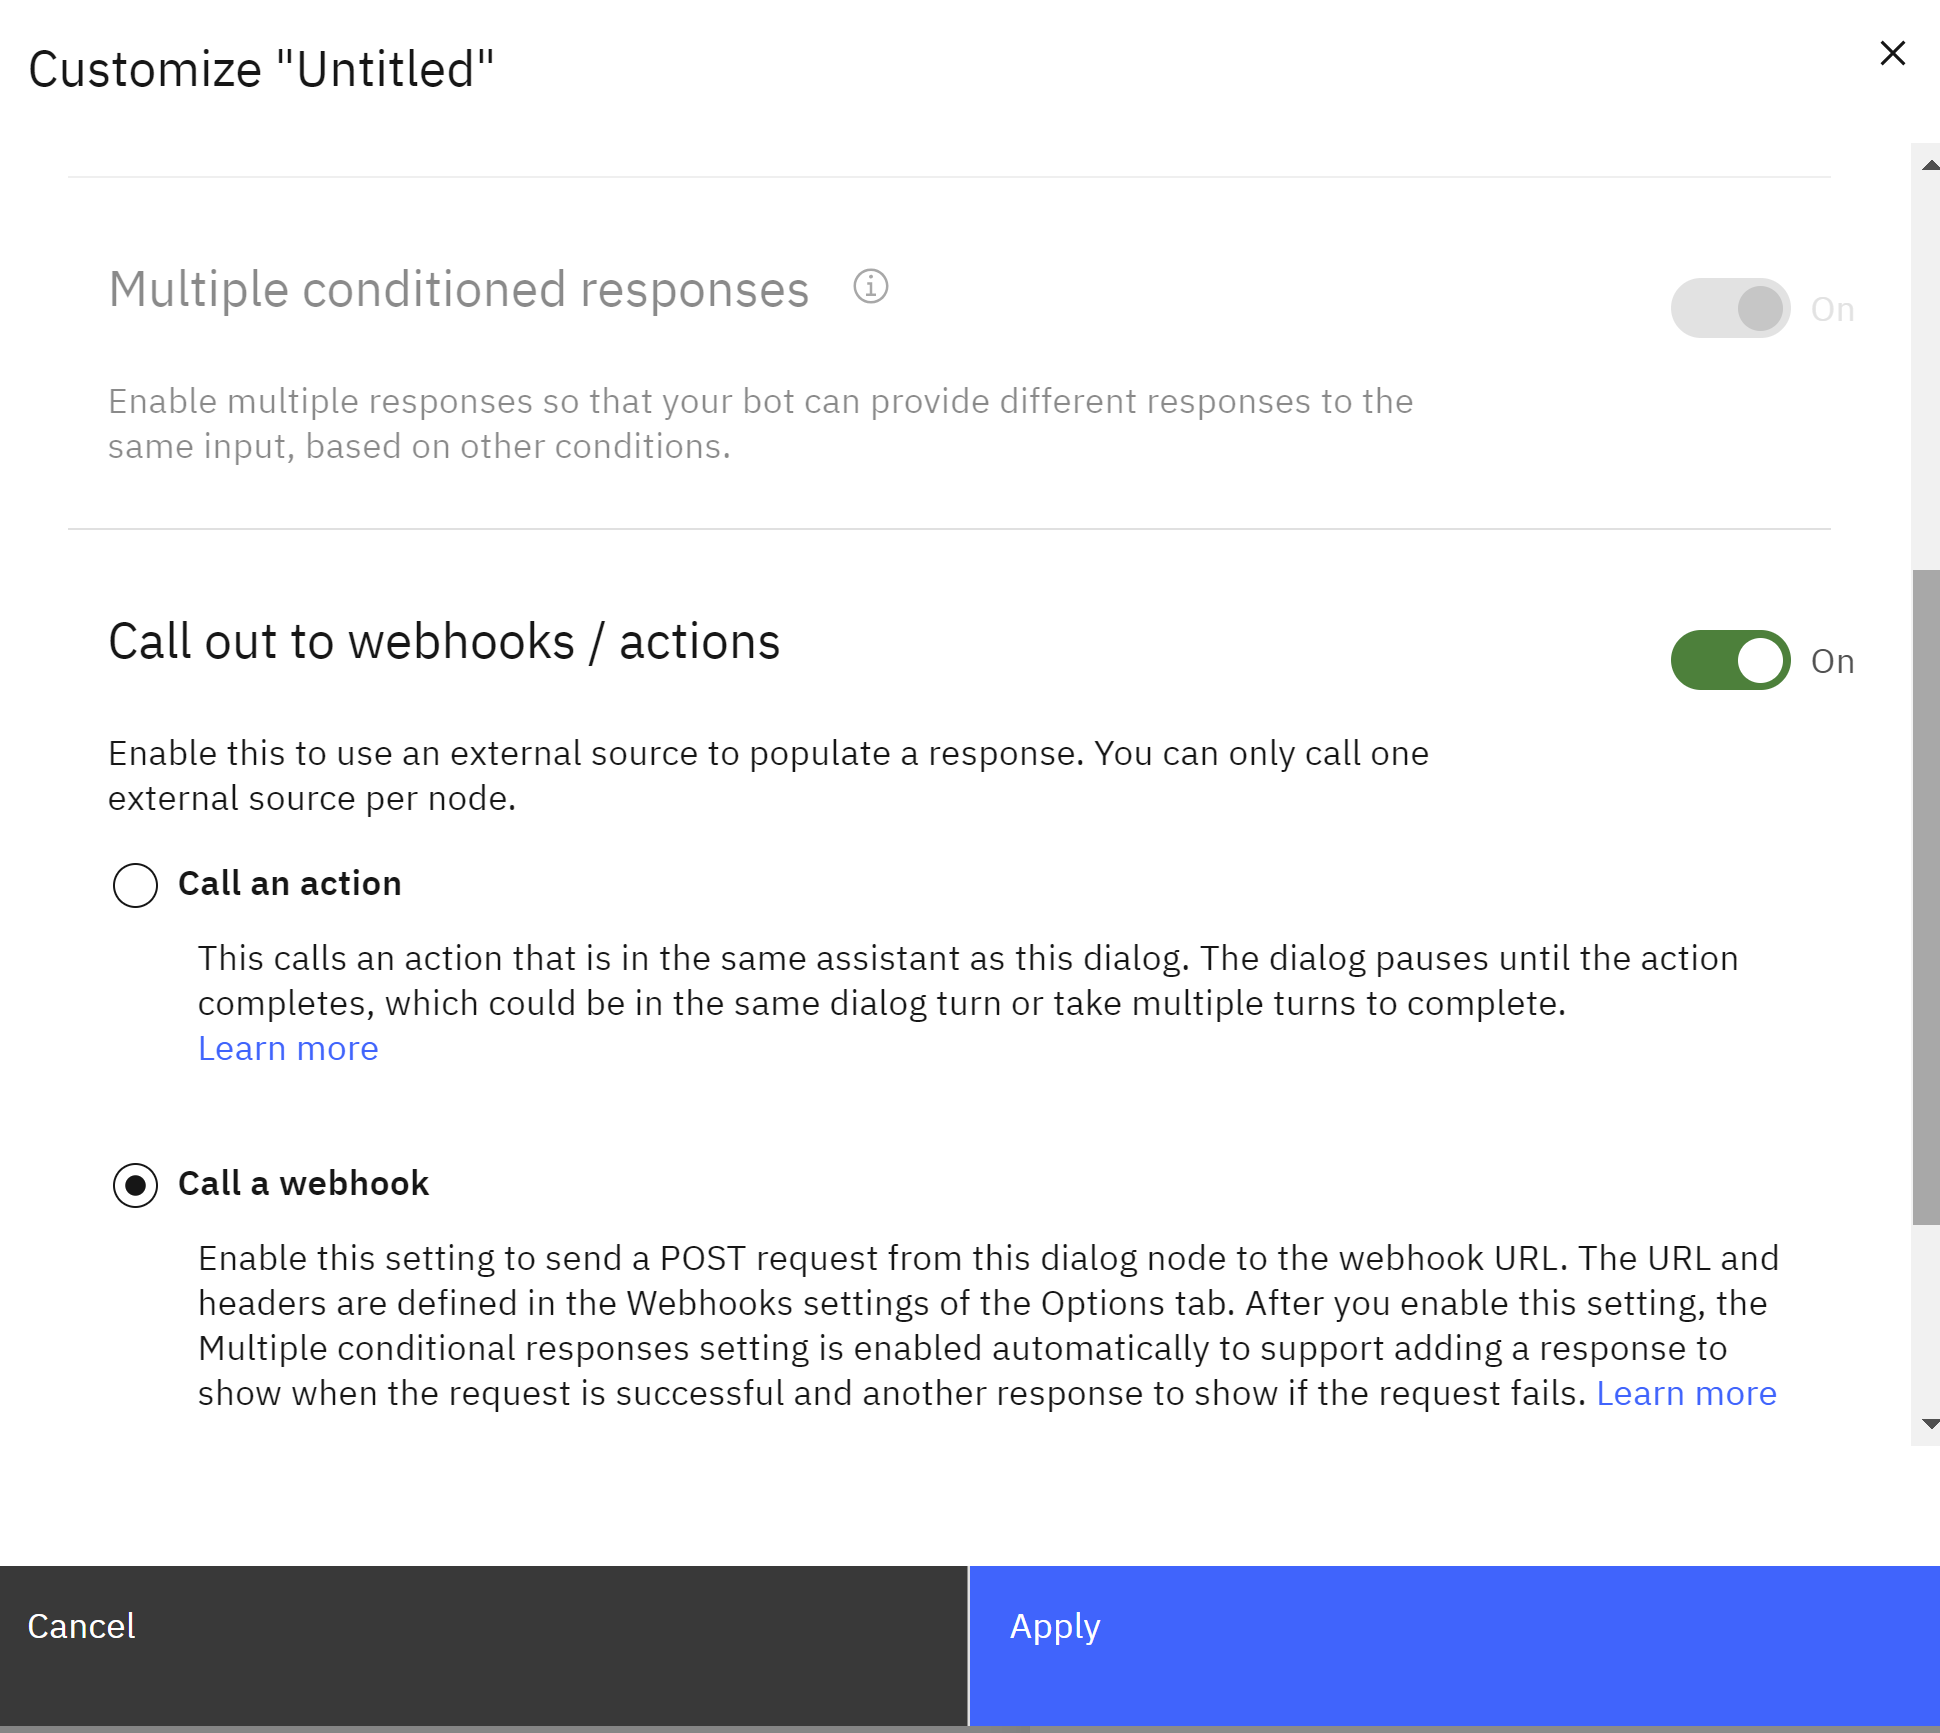 Customize "Untitled"
Multiple conditioned responses
On
Enable multiple responses so that your bot can provide different responses to the
same input, based on other conditions.
Call out to webhooks / actions
On
Enable this to use an external source to populate a response. You can only call one
external source per node.
Call an action
This calls an action that is in the same assistant as this dialog. The dialog pauses until the action
completes, which could be in the same dialog turn or take multiple turns to complete.
Learn more
Call a webhook
Enable this setting to send a POST request from this dialog node to the webhook URL. The URL and
headers are defined in the Webhooks settings of the Options tab. After you enable this setting, the
Multiple conditional responses setting is enabled automatically to support adding a response to
show when the request is successful and another response to show if the request fails. Learn more
Cancel
Apply